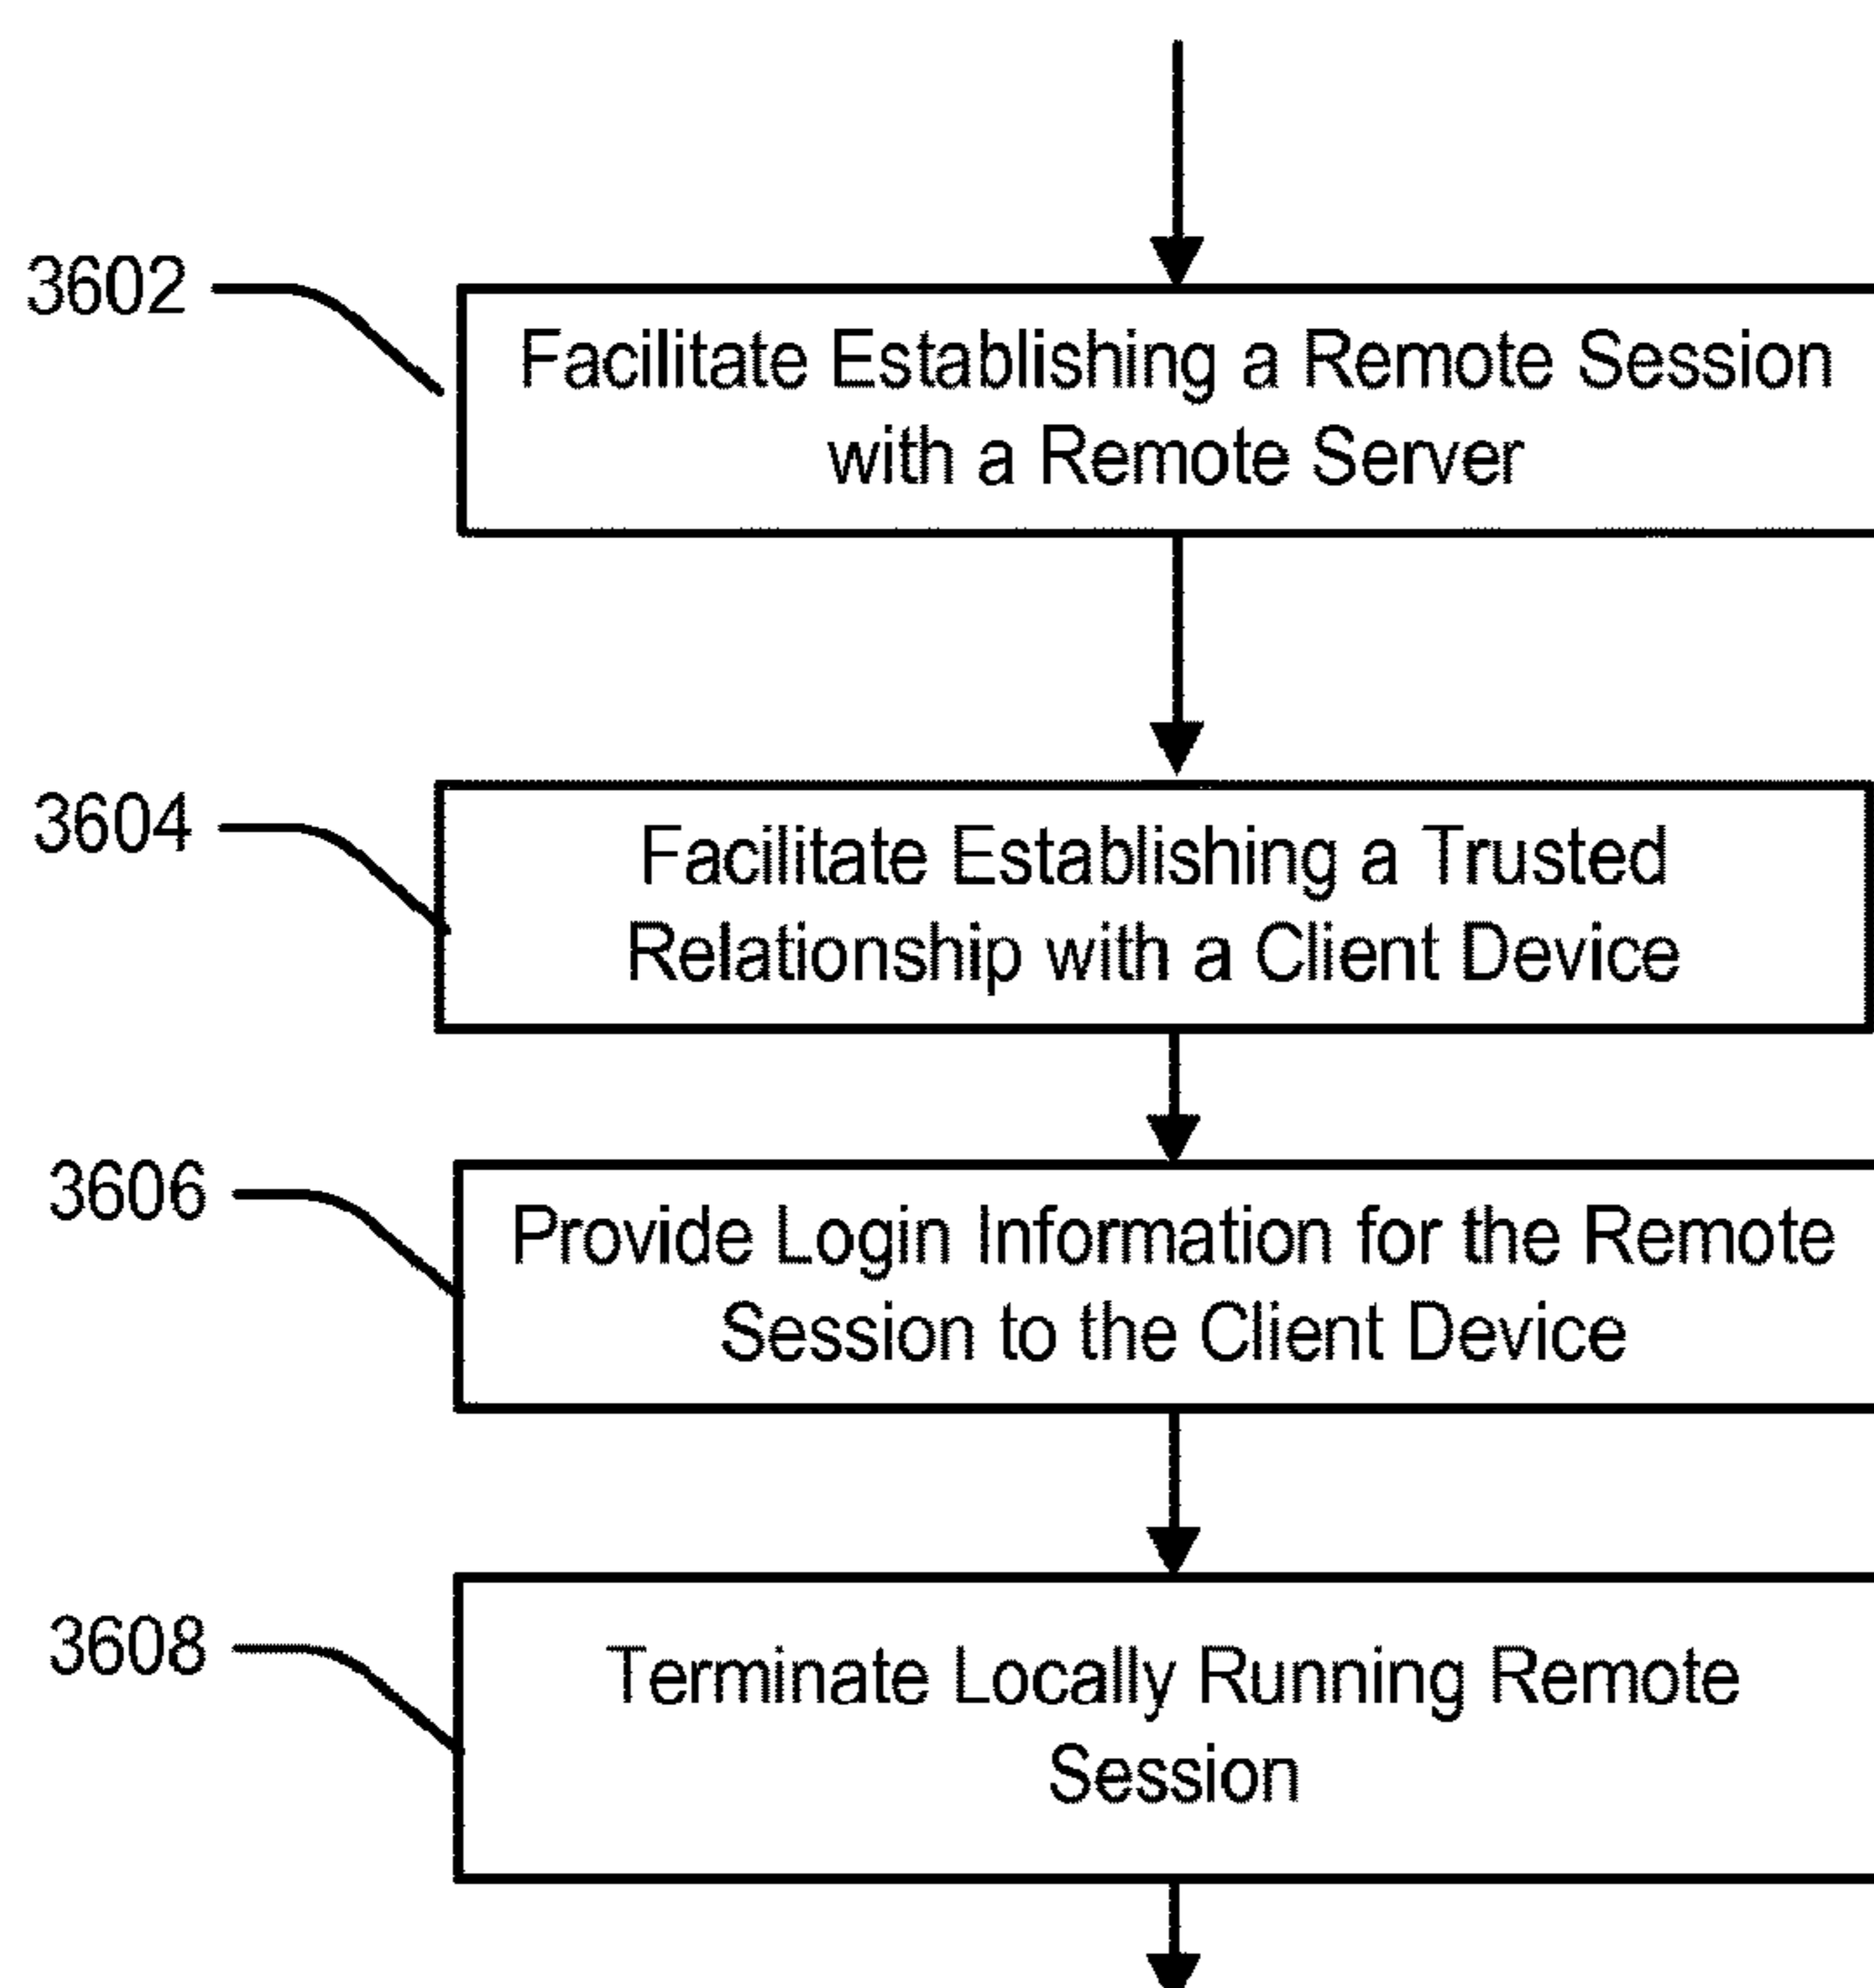 3602
Facilitate Establishing a Remote Session
with a Remote Server
3604
Facilitate Establishing a Trusted
Relationship with a Client Device
3606
Provide Login Information for the Remote
Session to the Client Device
3608
Terminate Locally Running Remote
Session